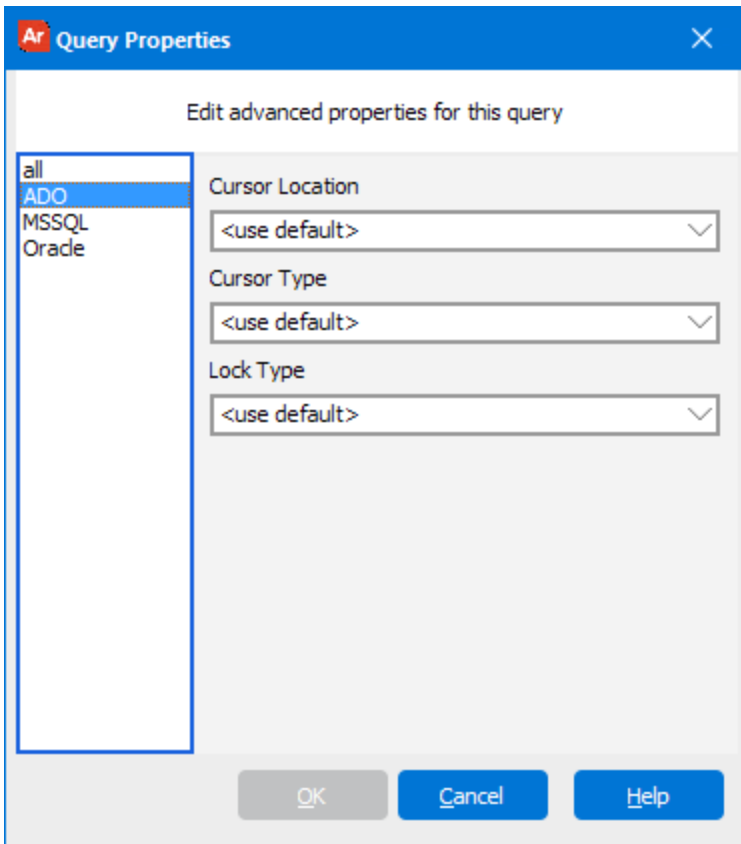 Ar Query Properties
Edit advanced properties for this query
all
ADO
MSSQL
Oracle
Cursor Location
<use default>
Cursor Type
<use default>
Lock Type
<use default>
OK Cancel Help